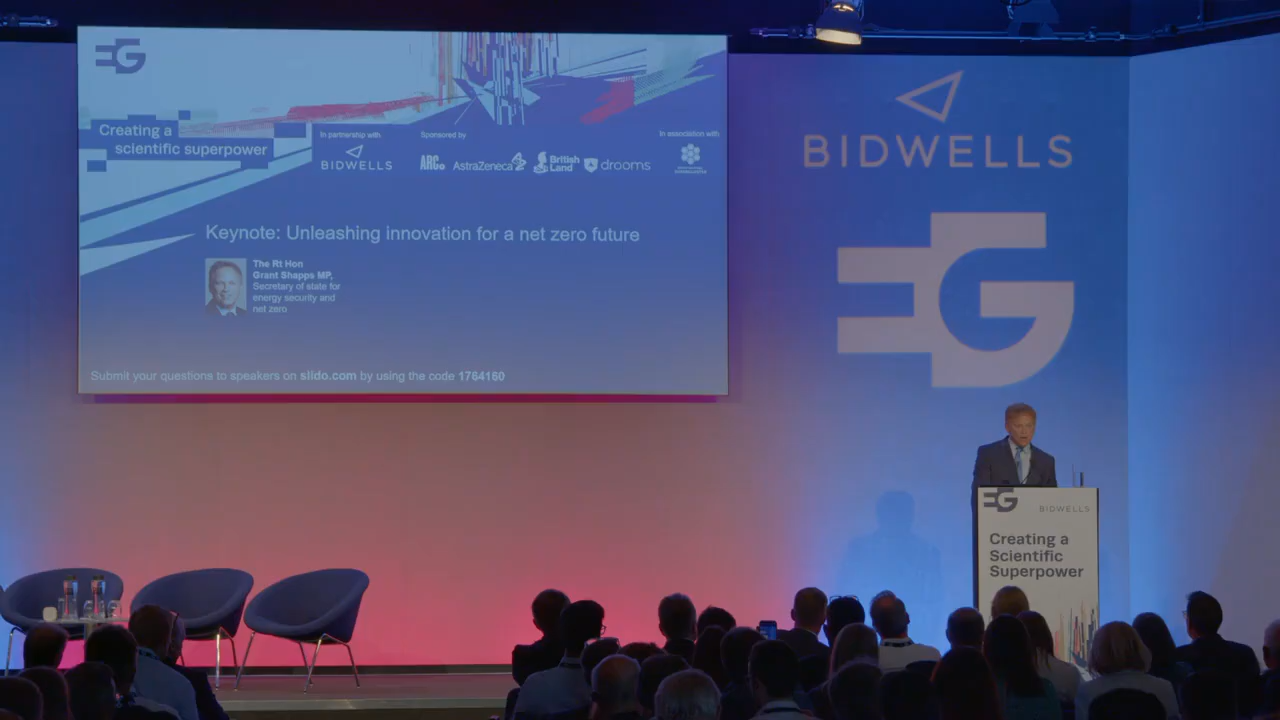 EG
Creating a
scientific superpower
In partnership with
BIDWELLS
Sponsored by
ARC
AstraZeneca
British
Land
drooms
In association with
Keynote: Unleashing innovation for a net zero future
The Rt Hon
Grant Shapps MP,
Secretary of state for
energy security and
net zero
Submit your questions to speakers on slido.com by using the code 1764160
BIDWELLS
EG
EG
BIDWELLS
Creating a
Scientific
Superpower